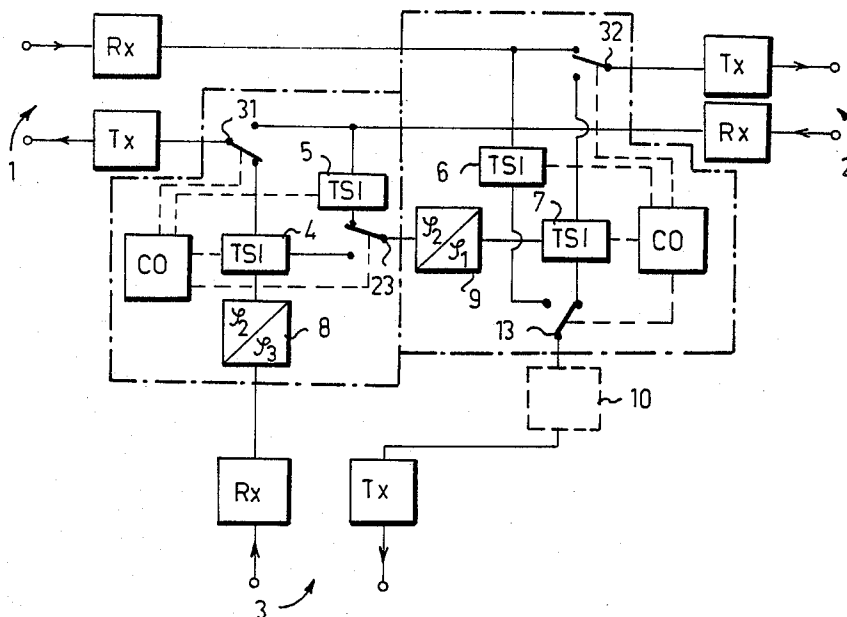 Rx
32
Tx
1
Tx
31
Rx
2
5
TSI
6
TSI
7
4
CO
TSI
φ2
φ1
TSI
CO
23
9
φ2
φ3
8
13
10
Rx
Tx
3